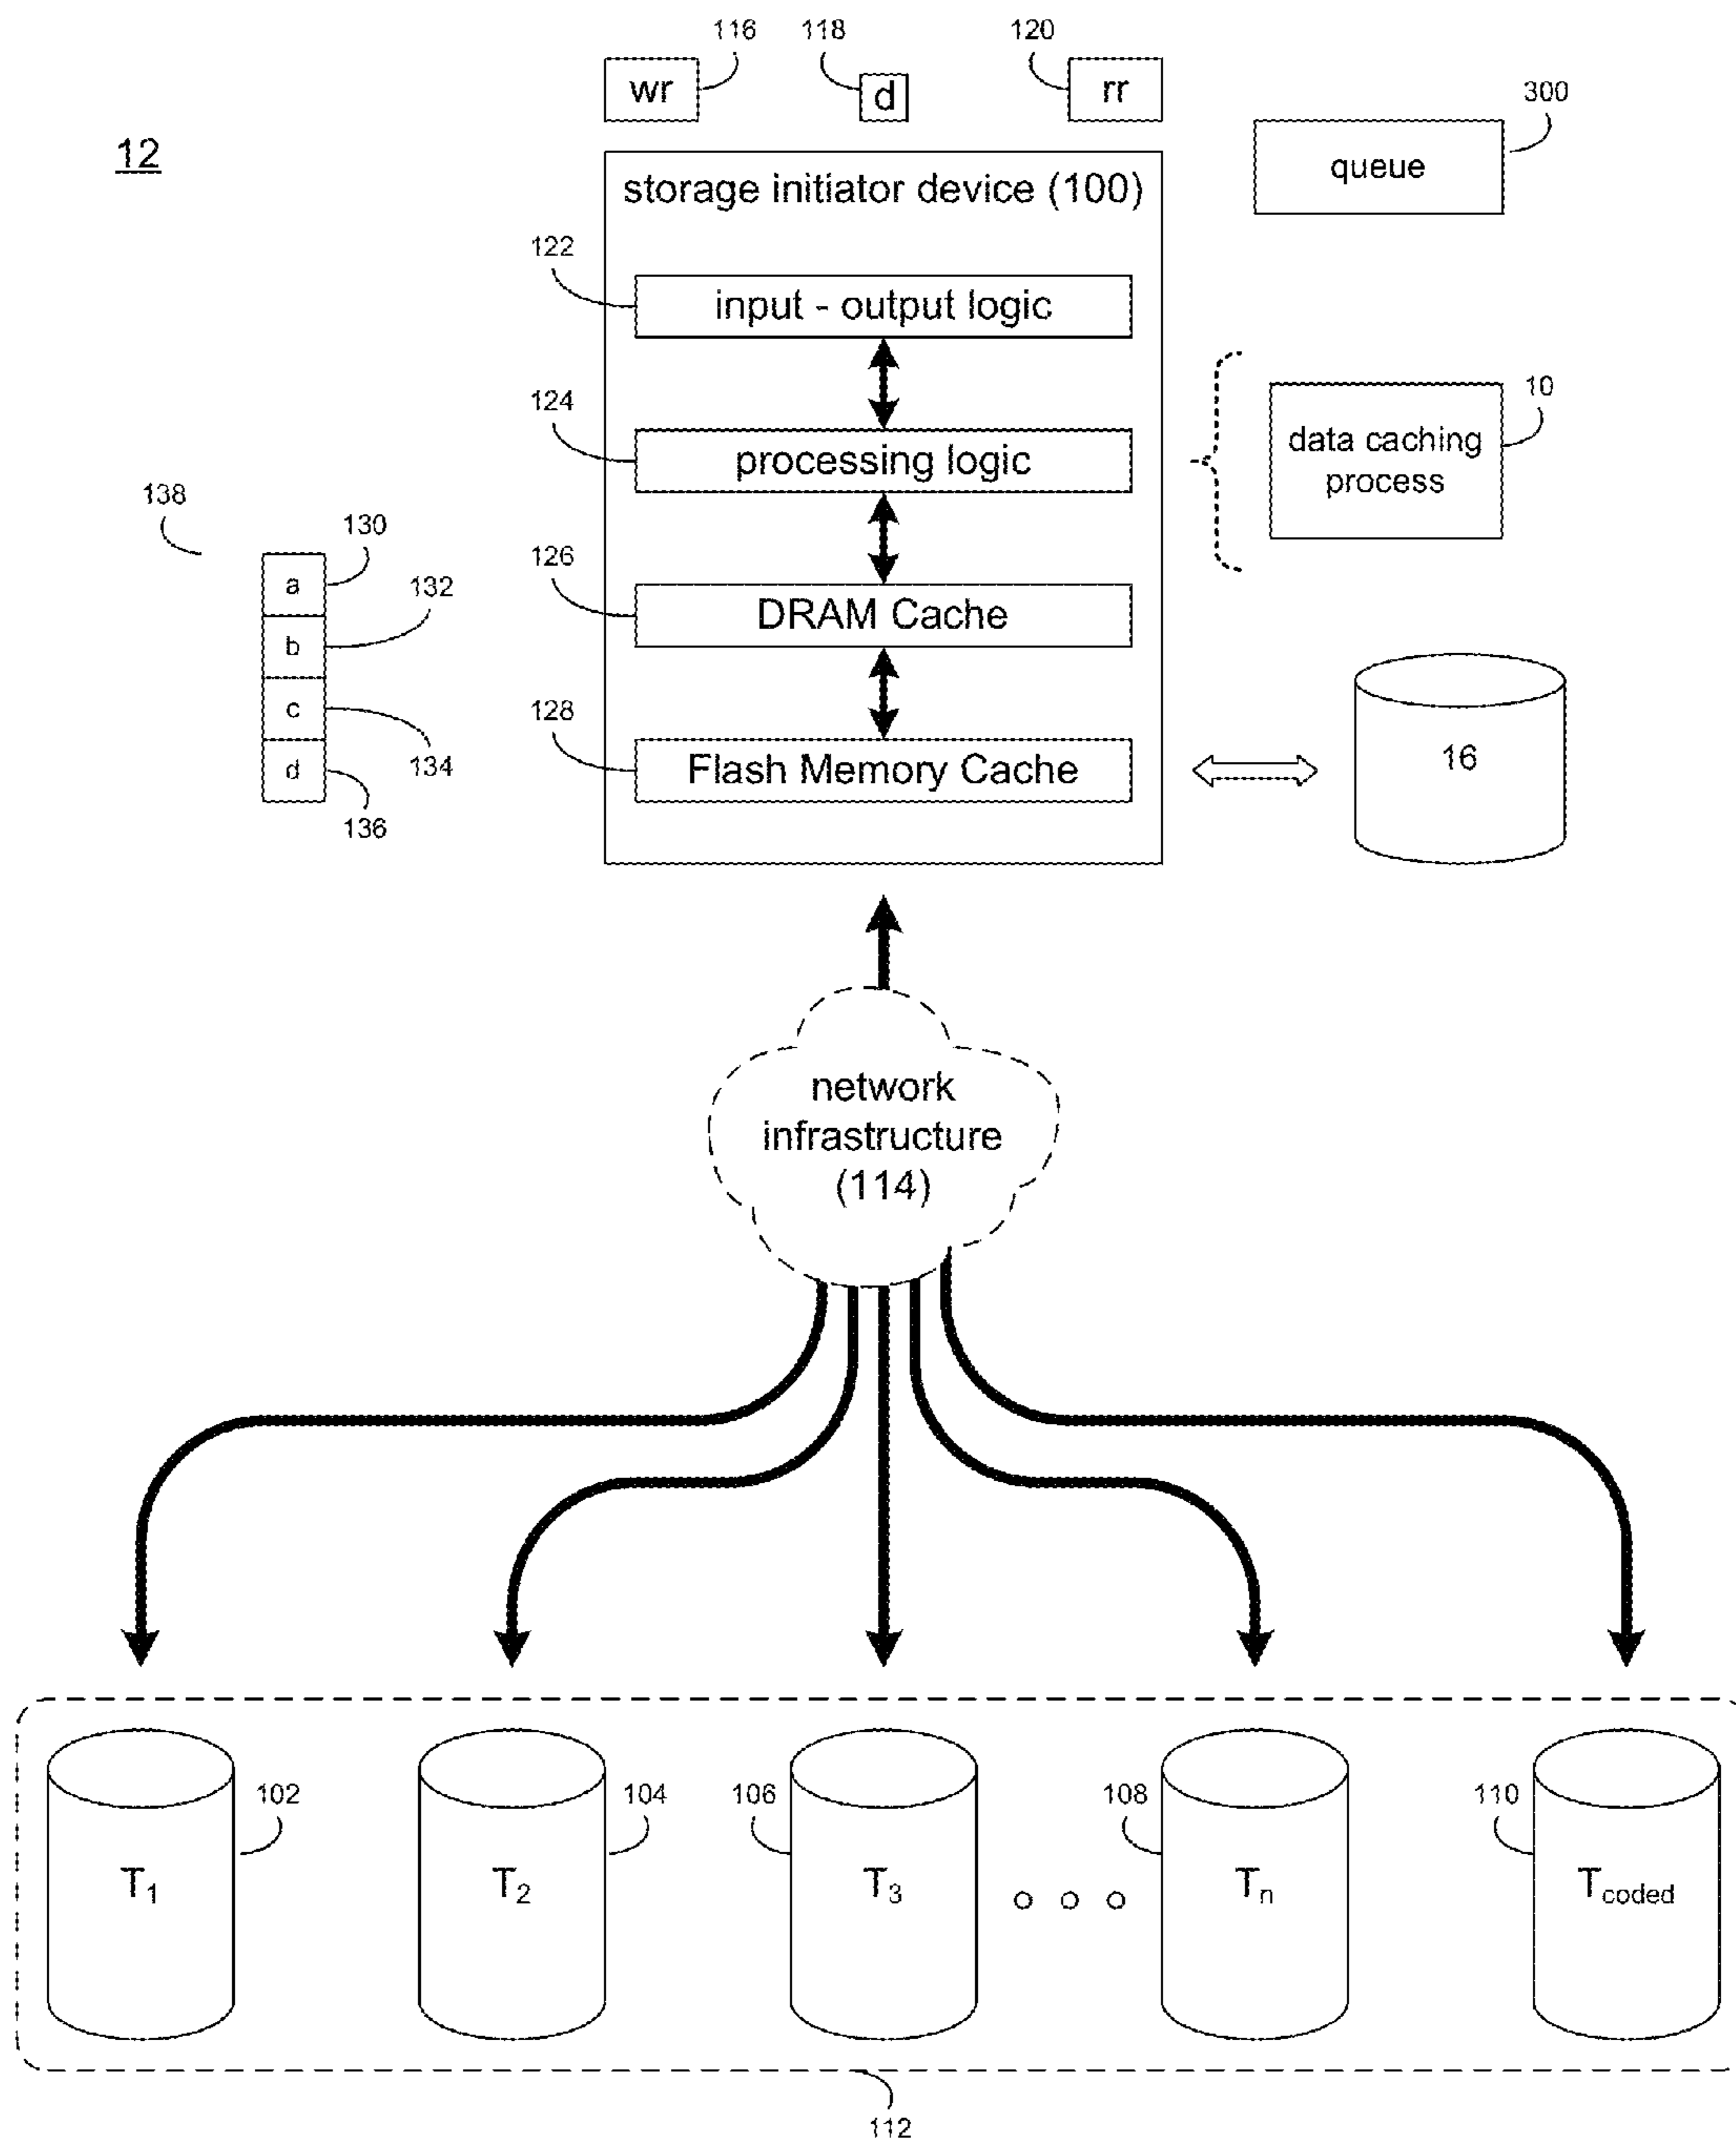 116
118
120
wr
d
rr
300
12
queue
storage initiator device (100)
122
input - output logic
10
124
data caching
process
processing logic
138
130
a
126
132
DRAM Cache
b
c
128
134
16
d
Flash Memory Cache
136
network
infrastructure
(114)
102
104
106
108
110
T1
T2
T3
Tn
Tcoded
112